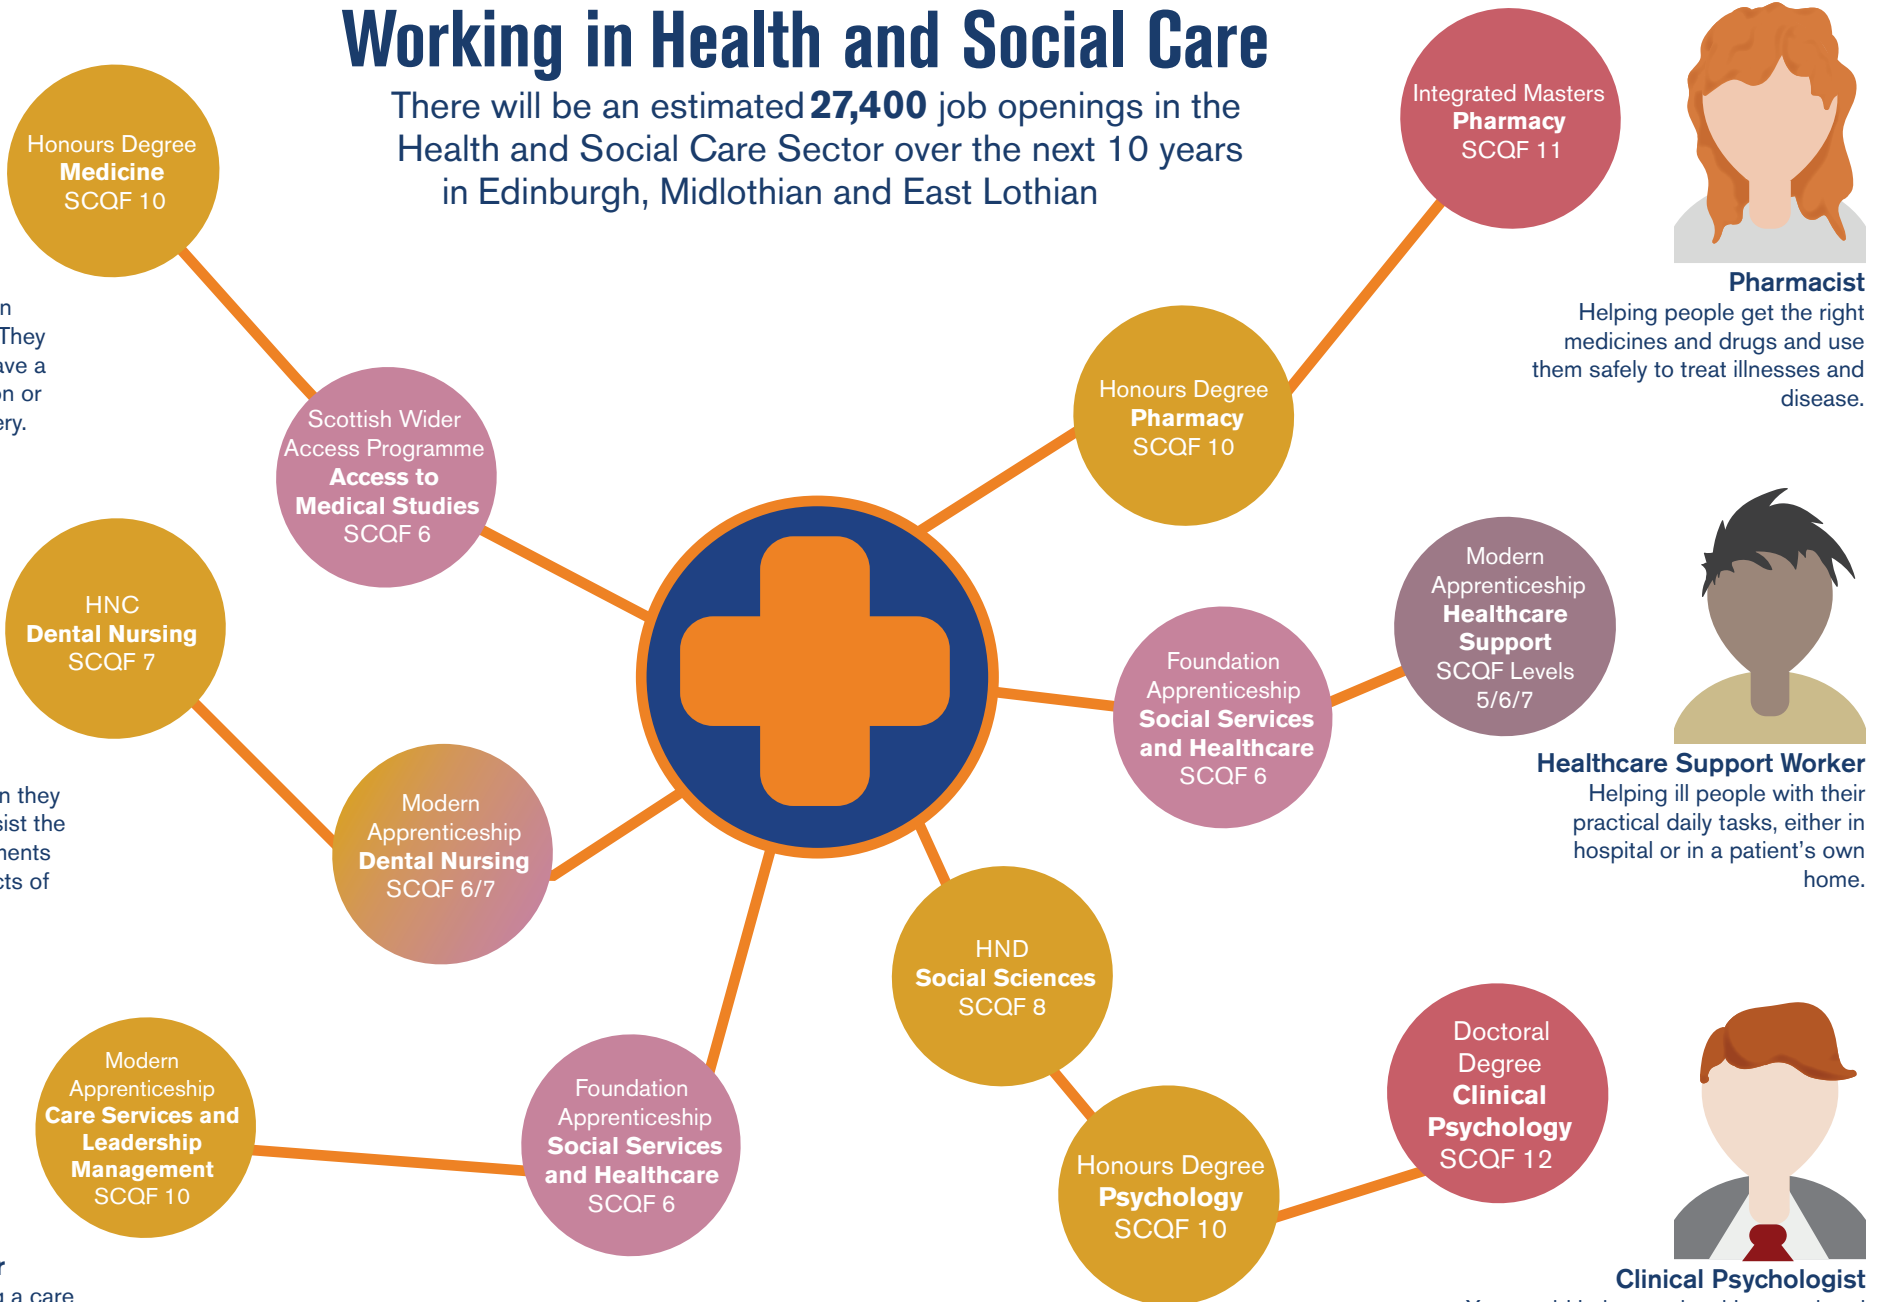 Working in Health and Social Care
There will be an estimated 27,400 job openings in the
Health and Social Care Sector over the next 10 years
in Edinburgh, Midlothian and East Lothian
Honours Degree
Medicine
SCQF 10
They
Scottish Wider
Access Programme
Access to
Medical Studies
SCQF 6
HNC
Dental Nursing
SCQF 7
Modern
Apprenticeship
Dental Nursing
SCQF 6/7
they
the
of
Modern
Apprenticeship
Care Services and
Leadership
Management
SCQF 10
Foundation
Apprenticeship
Social Services
and Healthcare
SCQF 6
a care
Integrated Masters
Pharmacy
SCQF 11
Honours Degree
Pharmacy
SCQF 10
Pharmacist
Helping people get the right
medicines and drugs and use
them safely to treat illnesses and
disease.
Foundation
Apprenticeship
Social Services
and Healthcare
SCQF 6
Modern
Apprenticeship
Healthcare
Support
SCQF Levels
5/6/7
Healthcare Support Worker
Helping ill people with their
practical daily tasks, either in
hospital or in a patient's own
home.
HND
Social Sciences
SCQF 8
Honours Degree
Psychology
SCQF 10
Doctoral
Degree
Clinical
Psychology
SCQF 12
Clinical Psychologist